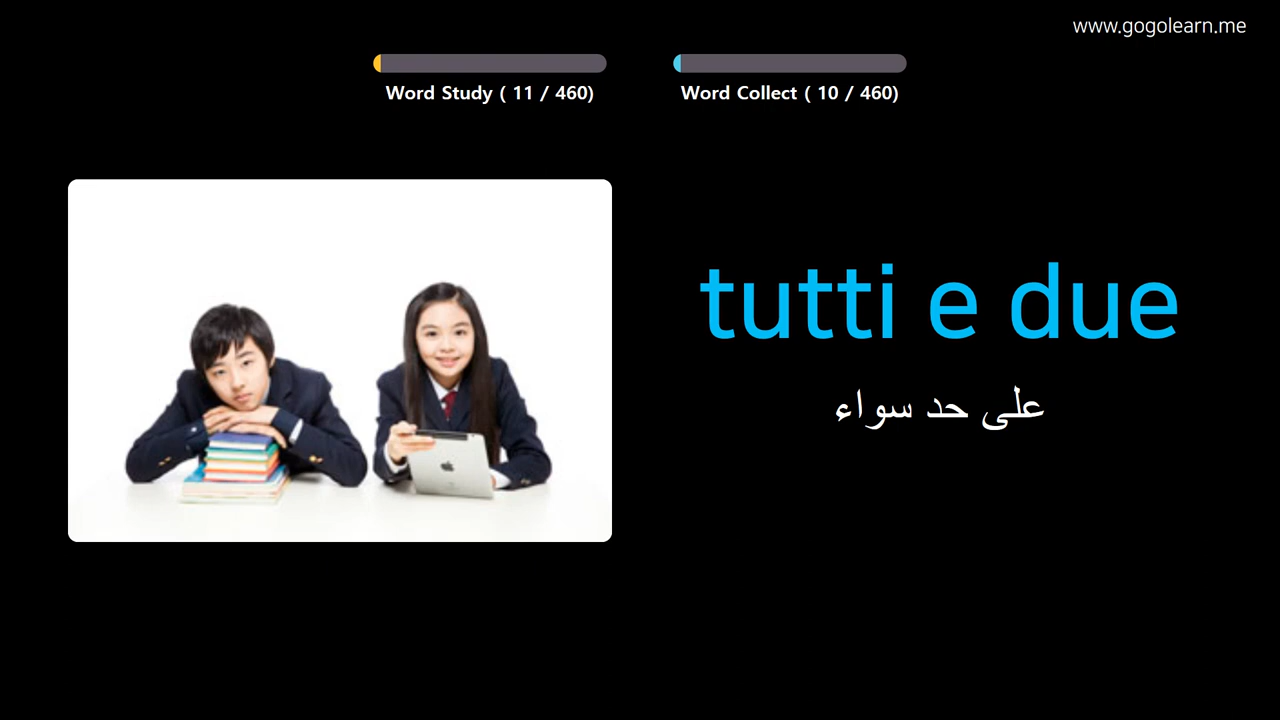 www.gogolearn.me
Word Study ( 11 / 460)
Word Collect ( 10 / 460)
tutti e due
على حد سواء